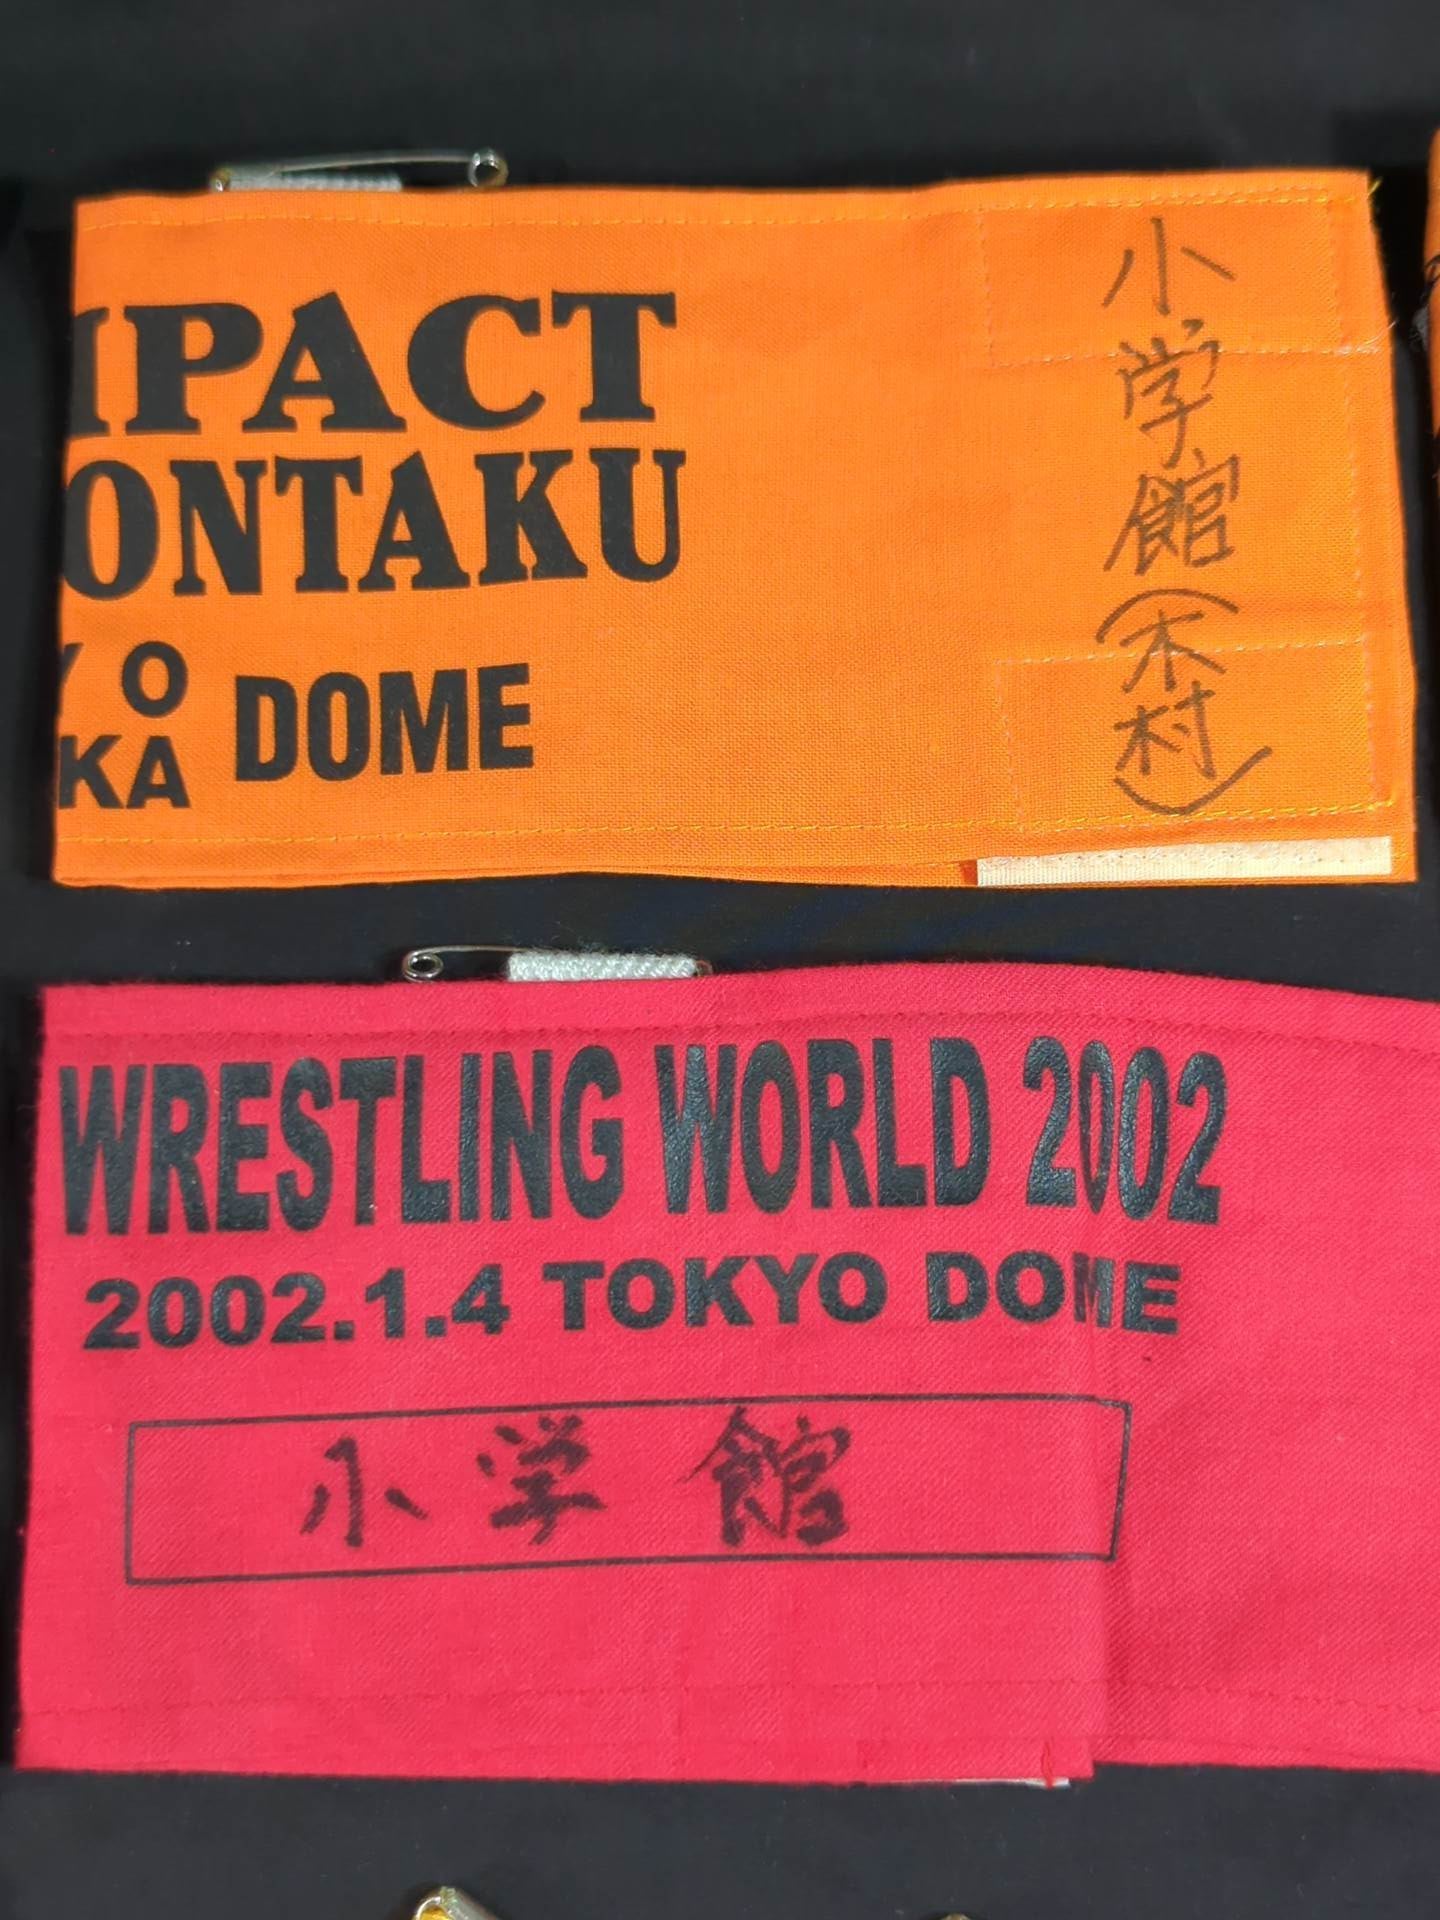 IPACT
ONTAKU
Y O
KA DOME
小学館(木村)
WRESTLING WORLD 2002
2002.1.4 TOKYO DOME
小学館